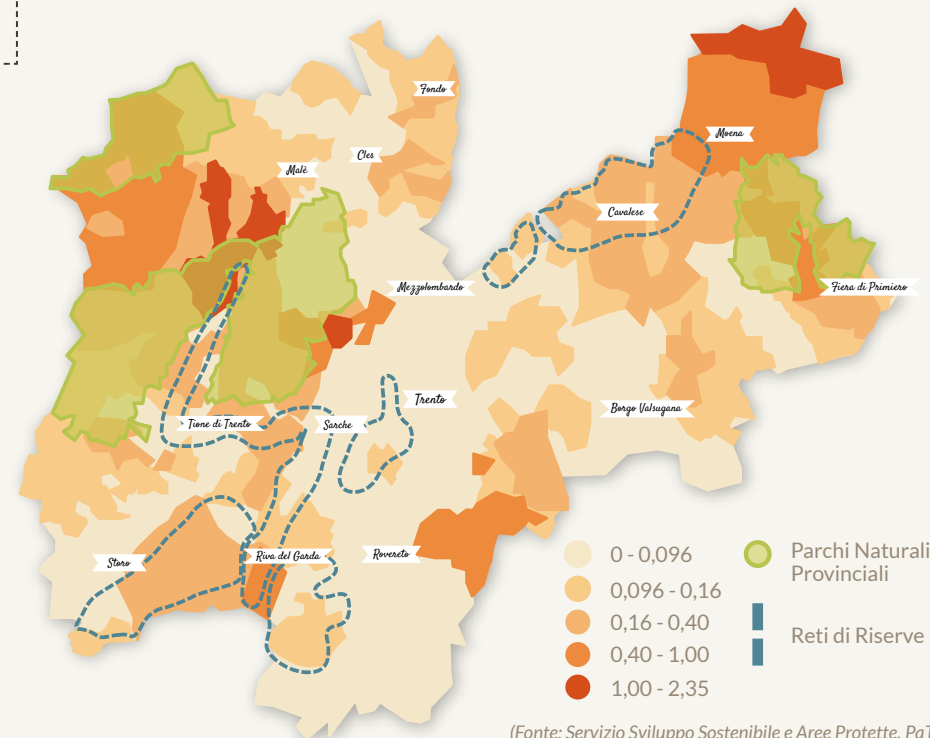 Fondo
Moena
Cles
Malè
Cavalese
Mezzolombardo
Fiera di Primiero
Trento
Borgo Valsugana
Tione di Trento
Sarche
Storo
Riva del Garda
Rovereto
0 - 0,096
0,096 - 0,16
0,16 - 0,40
0,40 - 1,00
1,00 - 2,35
Parchi Naturali
Provinciali
Reti di Riserve
(Fonte: Servizio Sviluppo Sostenibile e Aree Protette, PaT